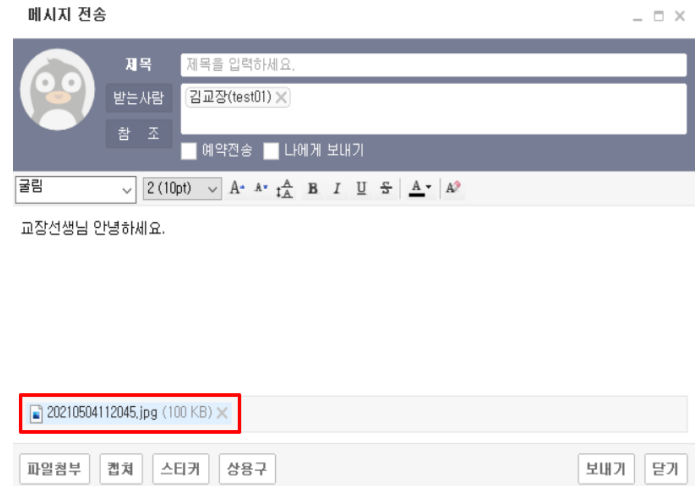 메시지 전송
제목 제목을 입력하세요.
받는사람 김교장(test01)
참 조
예약전송 나에게 보내기
굴림 2 (10pt) A A A A B I U S A A
교장선생님 안녕하세요.
20210504112045.jpg (100 KB)
파일첨부 캡쳐 스티커 상용구 보내기 닫기